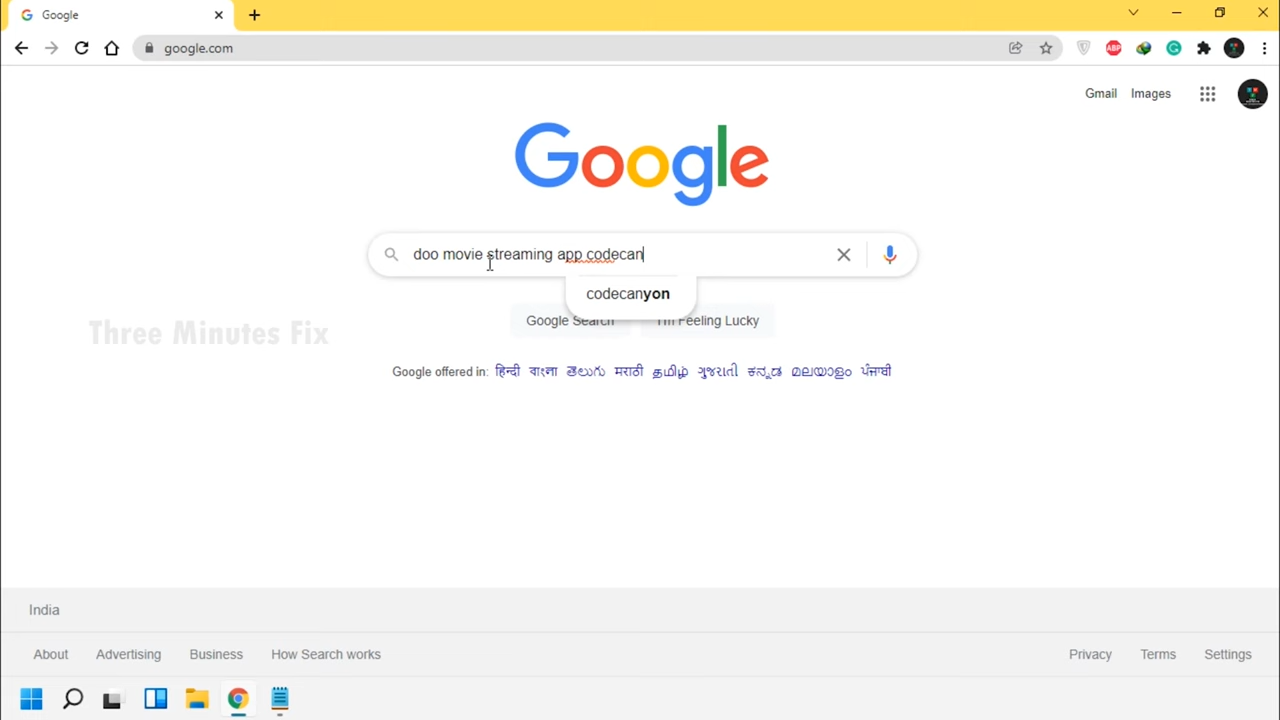 Google
google.com
ABP
Gmail Images
Google
doo movie streaming app codecan
codecanyon
Google Search I'm Feeling Lucky
Three Minutes Fix
Google offered in: हिन्दी বাংলা తెలుగు मराठी தமிழ் ગુજરાતી ಕನ್ನಡ മലയാളം ਪੰਜਾਬੀ
India
About Advertising Business How Search works
Privacy Terms Settings